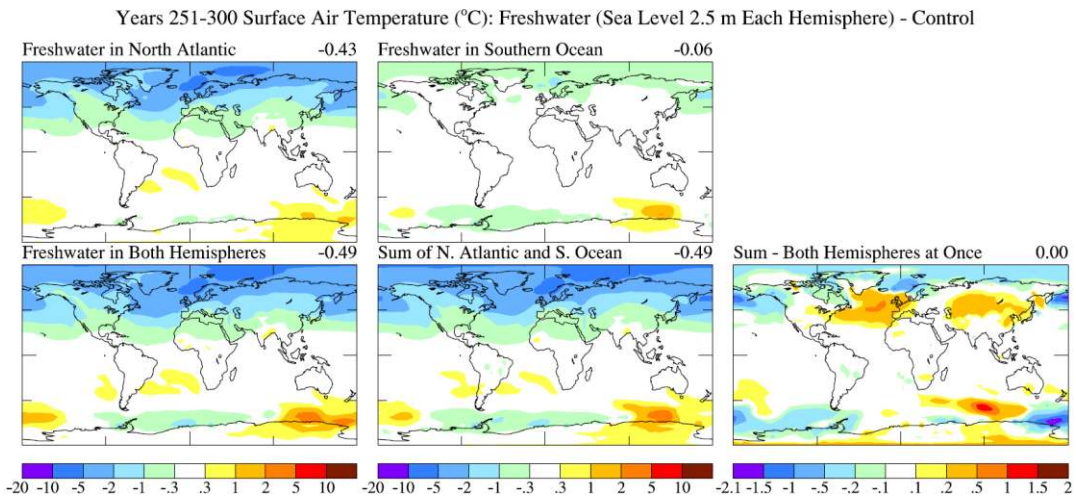 Years 251-300 Surface Air Temperature (°C): Freshwater (Sea Level 2.5 m Each Hemisphere) - Control
Freshwater in North Atlantic -0.43
Freshwater in Southern Ocean -0.06
Freshwater in Both Hemispheres -0.49
Sum of N. Atlantic and S. Ocean -0.49
Sum - Both Hemispheres at Once 0.00
-20 -10 -5 -2 -1 -.3 .3 1 2 5 10
-20 -10 -5 -2 -1 -.3 .3 1 2 5 10
-2.1 -1.5 -1 -.5 -.2 -.1 .1 .2 .5 1 1.5 2